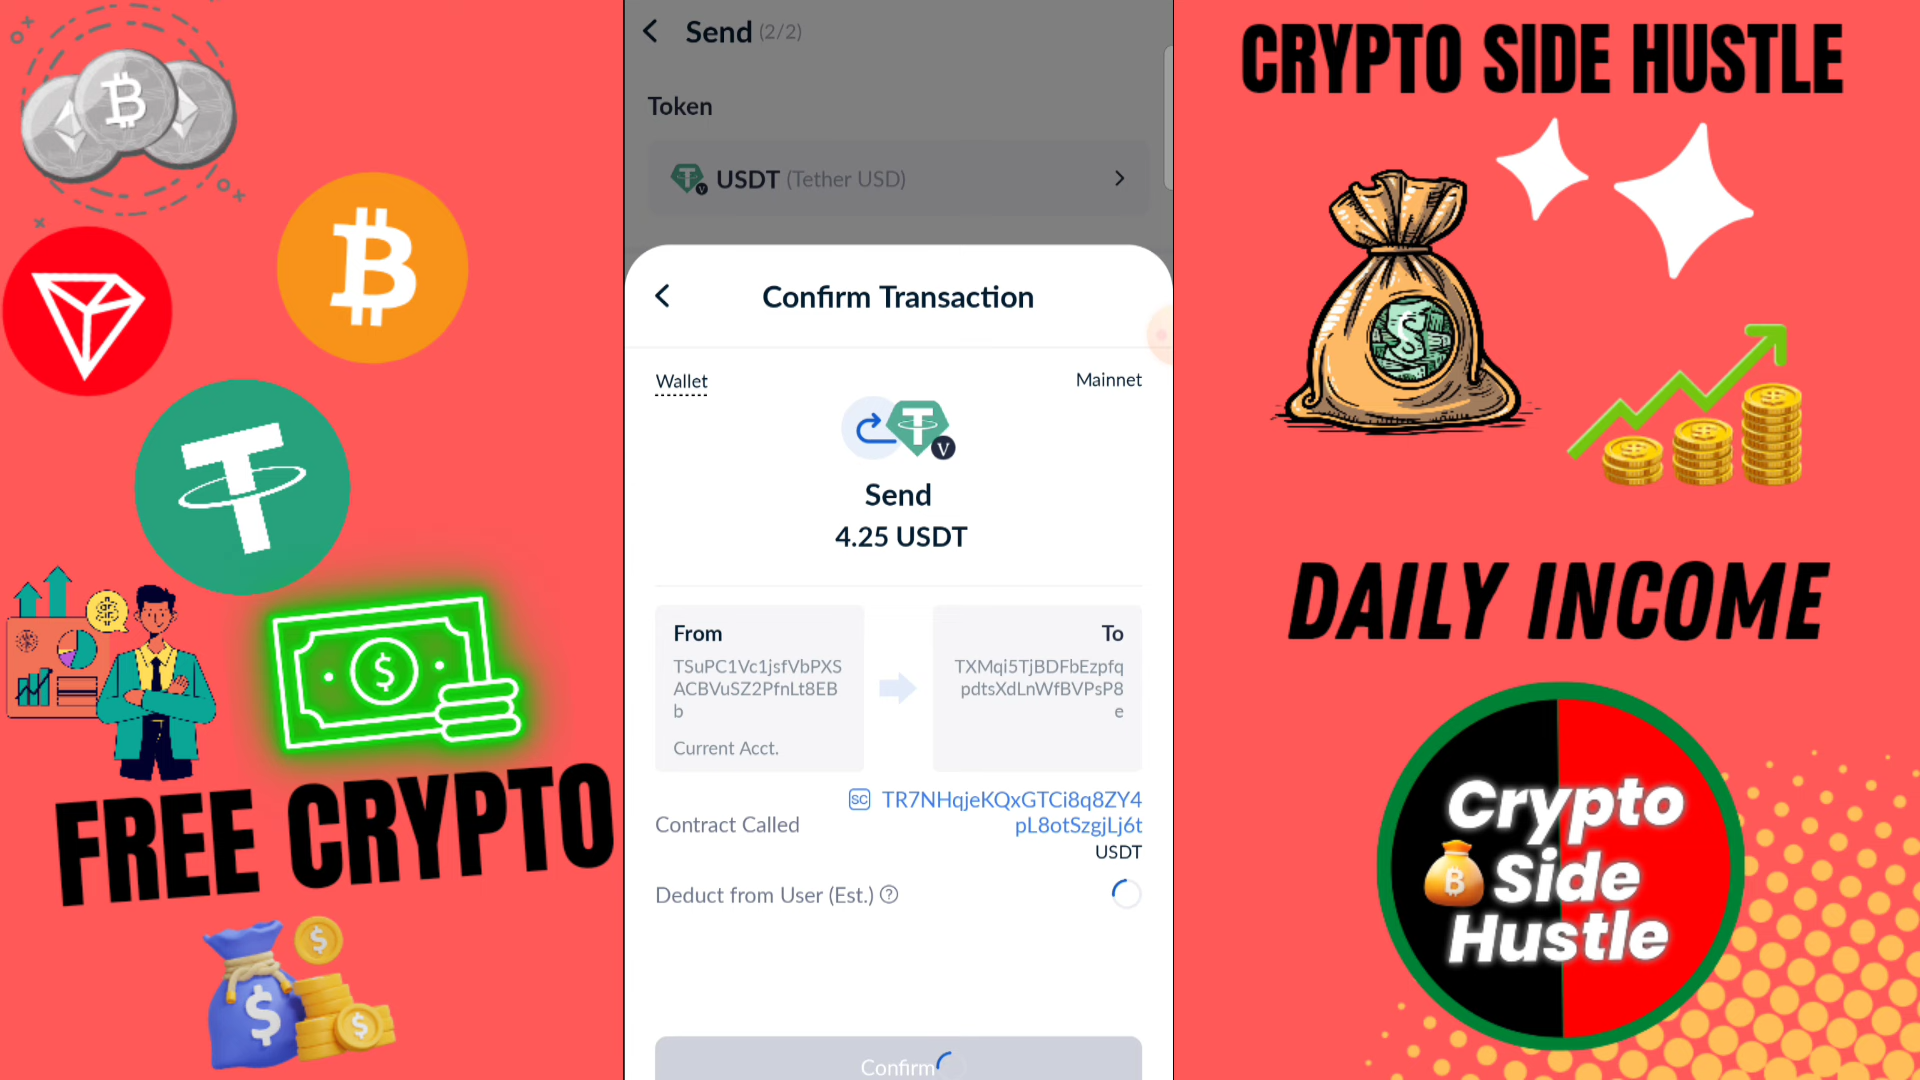 FREE CRYPTO
Send (2/2)
Token
USDT (Tether USD)
Confirm Transaction
Wallet
Mainnet
V
Send
4.25 USDT
From
TSuPC1Vc1jsfVbPXS
ACBVuSZ2PfnLt8EB
b
Current Acct.
To
TXMqi5TjBDFbEzpfq
pdtsXdLnWfBVPsP8
e
Contract Called
SC TR7NHqjeKQxGTCi8q8ZY4
pL8otSzgjLj6t
USDT
Deduct from User (Est.) ?
Confirm
CRYPTO SIDE HUSTLE
DAILY INCOME
Crypto
Side
Hustle